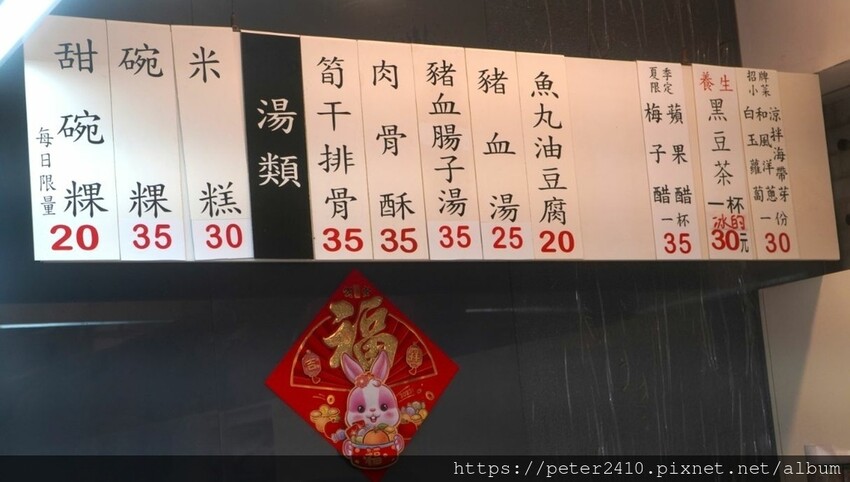 甜碗粿
每日限量
20
碗粿
35
米糕
30
湯類
筍干排骨
35
肉骨酥
35
豬血腸子湯
35
豬血湯
25
魚丸油豆腐
20
夏季限定
蘋果醋
梅子醋
一杯
35
養生
黑豆茶
一杯
冰的
30元
招牌小菜
涼拌海帶芽
和風洋蔥
白玉蘿蔔
一份
30
福
福
https://peter2410.pixnet.net/album